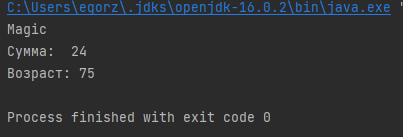 C:\Users\egorz\.jdks\openjdk-16.0.2\bin\java.exe "
Magic
Сумма:  24
Возраст: 75
Process finished with exit code 0